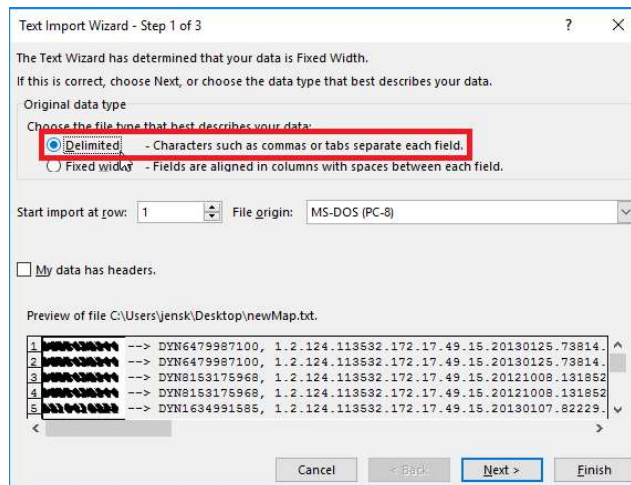 Text Import Wizard - Step 1 of 3 ? ×
The Text Wizard has determined that your data is Fixed Width.
If this is correct, choose Next, or choose the data type that best describes your data.
Original data type
Choose the file type that best describes your data:
Delimited - Characters such as commas or tabs separate each field.
Fixed width - Fields are aligned in columns with spaces between each field.
Start import at row: 1 File origin: MS-DOS (PC-8)
My data has headers.
Preview of file C:\Users\jensk\Desktop\newMap.txt.
1 --> DYN6479987100, 1.2.124.113532.172.17.49.15.20130125.73814.
2 --> DYN6479987100, 1.2.124.113532.172.17.49.15.20130125.73814.
3 --> DYN8153175968, 1.2.124.113532.172.17.49.15.20121008.131852
4 --> DYN8153175968, 1.2.124.113532.172.17.49.15.20121008.131852
5 --> DYN1634991585, 1.2.124.113532.172.17.49.15.20130107.82229.
Cancel < Back Next > Finish